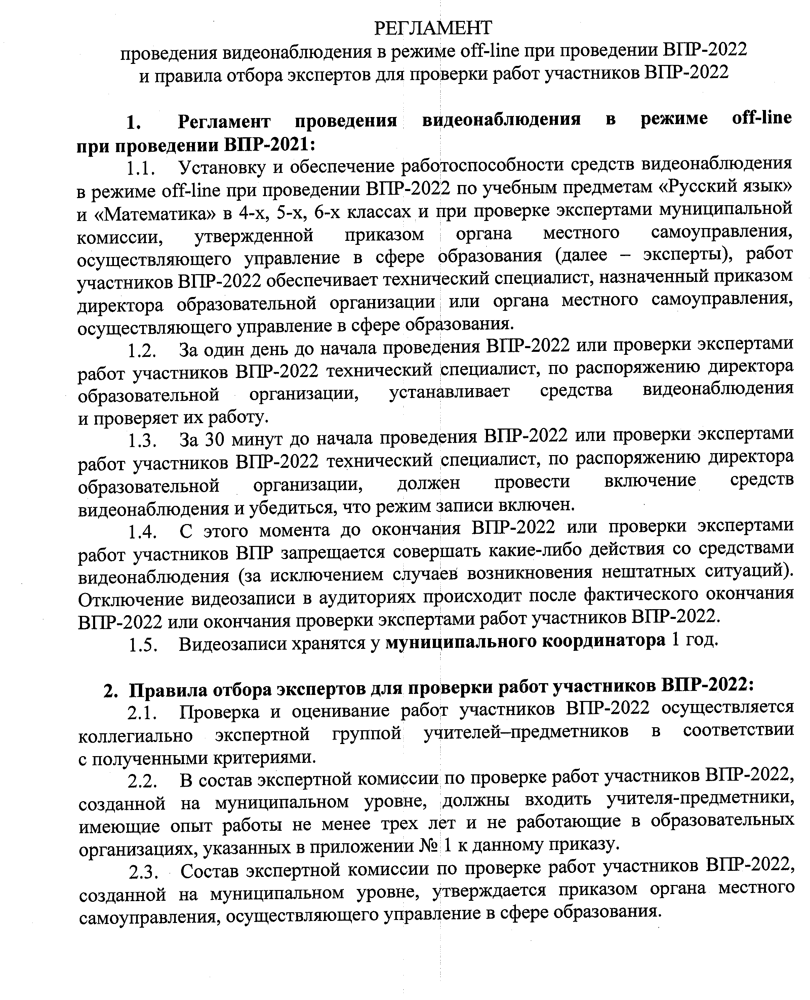 РЕГЛАМЕНТ
проведения видеонаблюдения в режиме off-line при проведении ВПР-2022
и правила отбора экспертов для проверки работ участников ВПР-2022
1. Регламент проведения видеонаблюдения в режиме off-line
при проведении ВПР-2021:
1.1. Установку и обеспечение работоспособности средств видеонаблюдения
в режиме off-line при проведении ВПР-2022 по учебным предметам «Русский язык»
и «Математика» в 4-х, 5-х, 6-х классах и при проверке экспертами муниципальной
комиссии, утвержденной приказом органа местного самоуправления,
осуществляющего управление в сфере образования (далее – эксперты), работ
участников ВПР-2022 обеспечивает технический специалист, назначенный приказом
директора образовательной организации или органа местного самоуправления,
осуществляющего управление в сфере образования.
1.2. За один день до начала проведения ВПР-2022 или проверки экспертами
работ участников ВПР-2022 технический специалист, по распоряжению директора
образовательной организации, устанавливает средства видеонаблюдения
и проверяет их работу.
1.3. За 30 минут до начала проведения ВПР-2022 или проверки экспертами
работ участников ВПР-2022 технический специалист, по распоряжению директора
образовательной организации, должен провести включение средств
видеонаблюдения и убедиться, что режим записи включен.
1.4. С этого момента до окончания ВПР-2022 или проверки экспертами
работ участников ВПР запрещается совершать какие-либо действия со средствами
видеонаблюдения (за исключением случаев возникновения нештатных ситуаций).
Отключение видеозаписи в аудиториях происходит после фактического окончания
ВПР-2022 или окончания проверки экспертами работ участников ВПР-2022.
1.5. Видеозаписи хранятся у муниципального координатора 1 год.
2. Правила отбора экспертов для проверки работ участников ВПР-2022:
2.1. Проверка и оценивание работ участников ВПР-2022 осуществляется
коллегиально экспертной группой учителей–предметников в соответствии
с полученными критериями.
2.2. В состав экспертной комиссии по проверке работ участников ВПР-2022,
созданной на муниципальном уровне, должны входить учителя-предметники,
имеющие опыт работы не менее трех лет и не работающие в образовательных
организациях, указанных в приложении № 1 к данному приказу.
2.3. Состав экспертной комиссии по проверке работ участников ВПР-2022,
созданной на муниципальном уровне, утверждается приказом органа местного
самоуправления, осуществляющего управление в сфере образования.